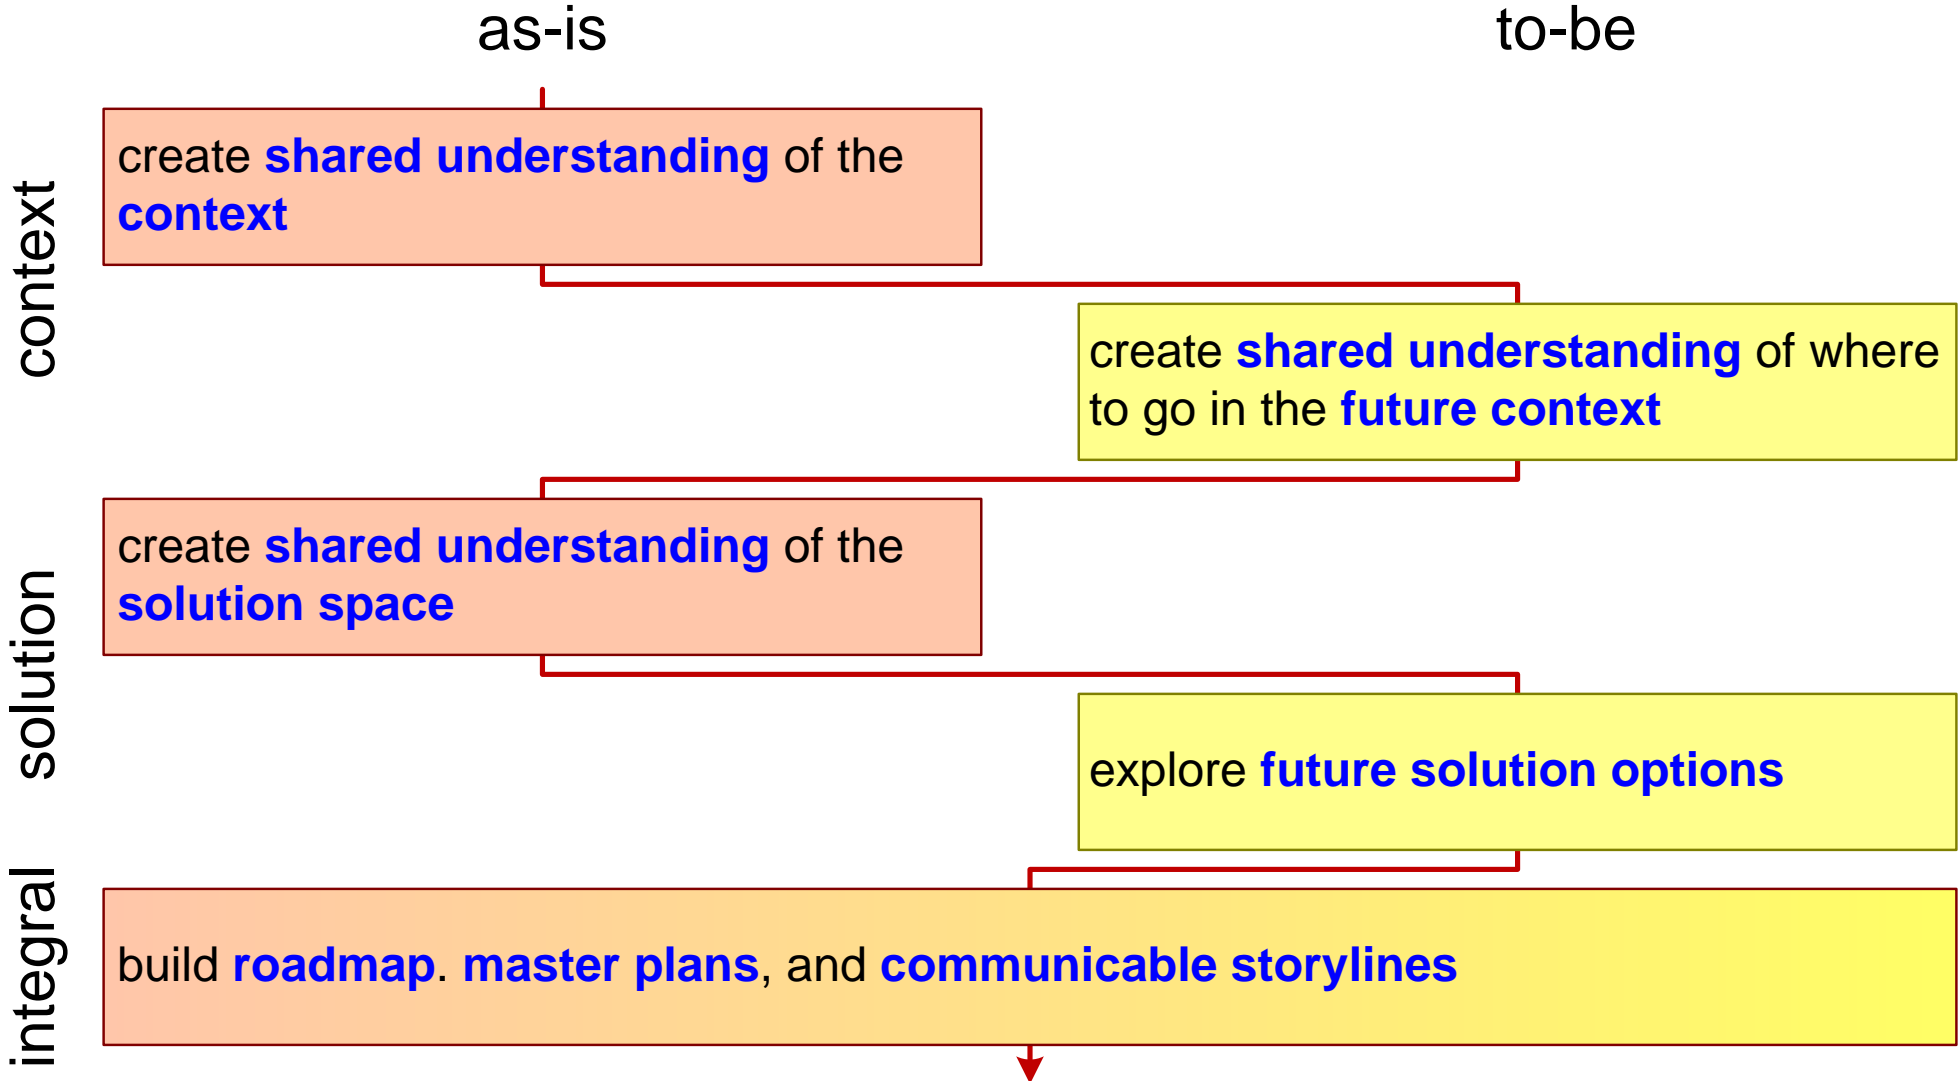 as-is
to-be
context
create shared understanding of the
context
create shared understanding of where
to go in the future context
solution
create shared understanding of the
solution space
explore future solution options
integral
build roadmap. master plans, and communicable storylines